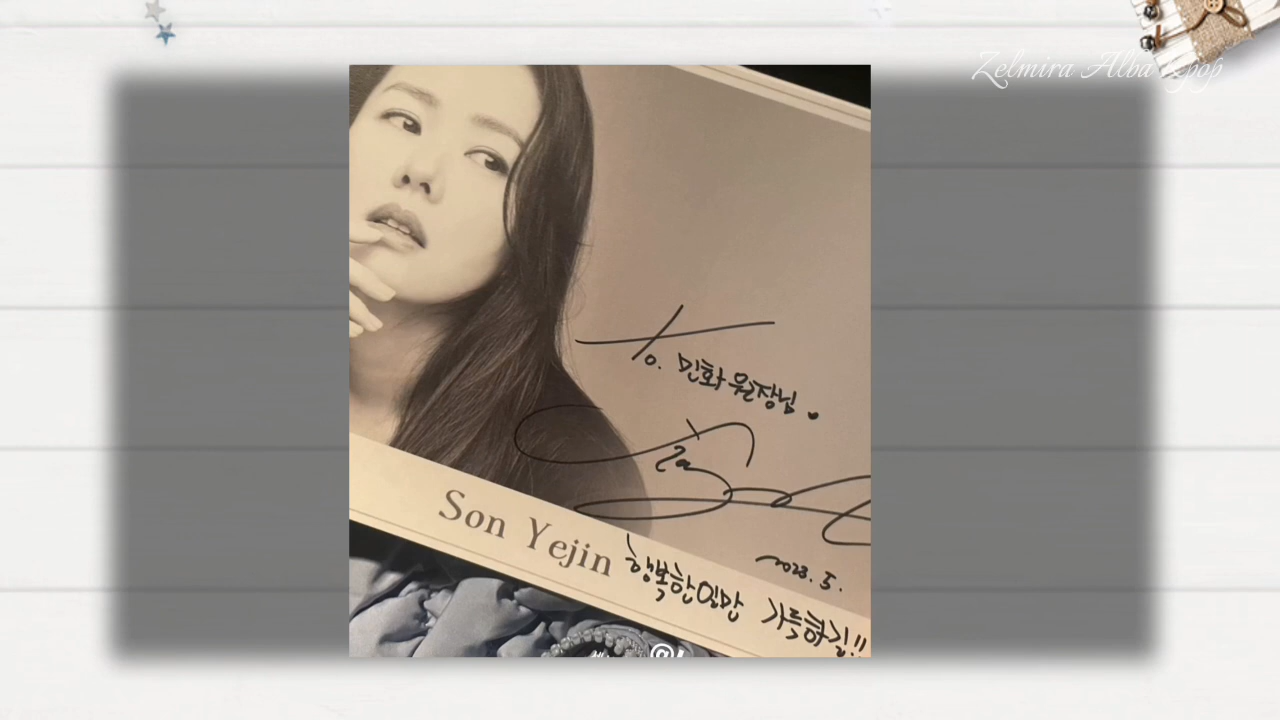 Zelmira Alba Kpop
To. 민화 원장님
2023. 5.
Son Yejin
행복한일만 가득하길!!